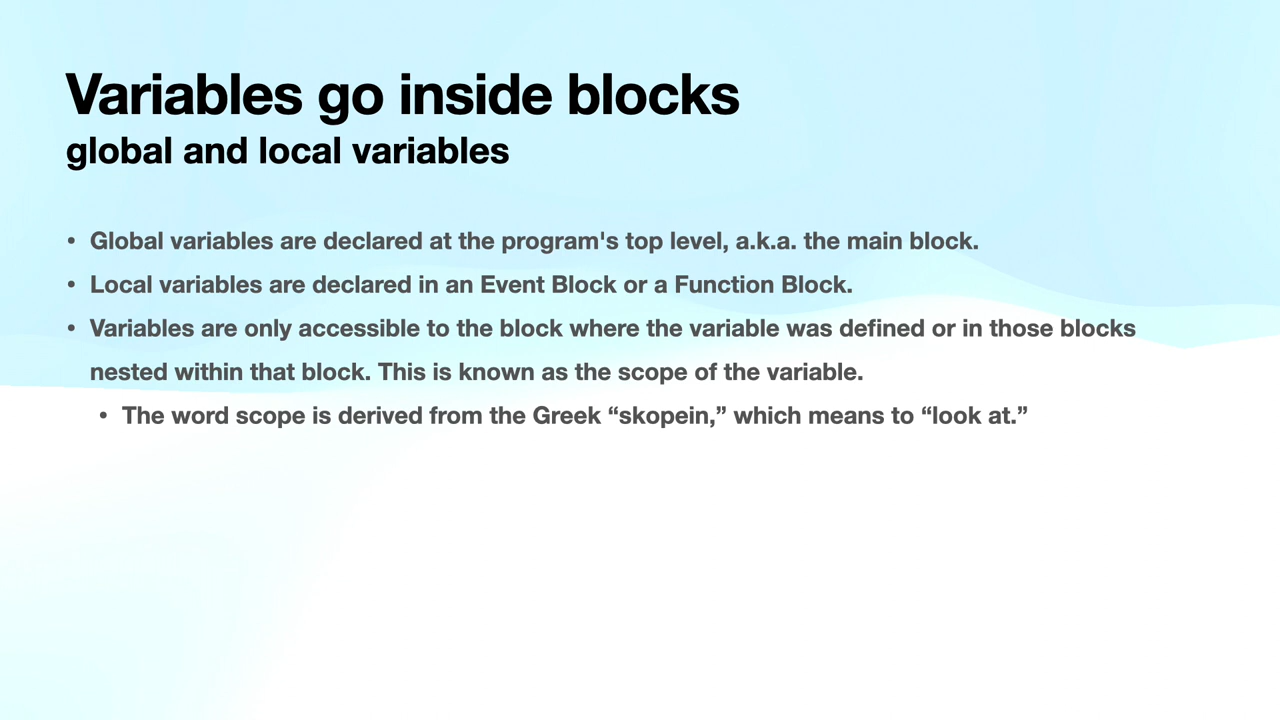 Variables go inside blocks
global and local variables
• Global variables are declared at the program's top level, a.k.a. the main block.
• Local variables are declared in an Event Block or a Function Block.
• Variables are only accessible to the block where the variable was defined or in those blocks
nested within that block. This is known as the scope of the variable.
• The word scope is derived from the Greek “skopein,” which means to “look at.”